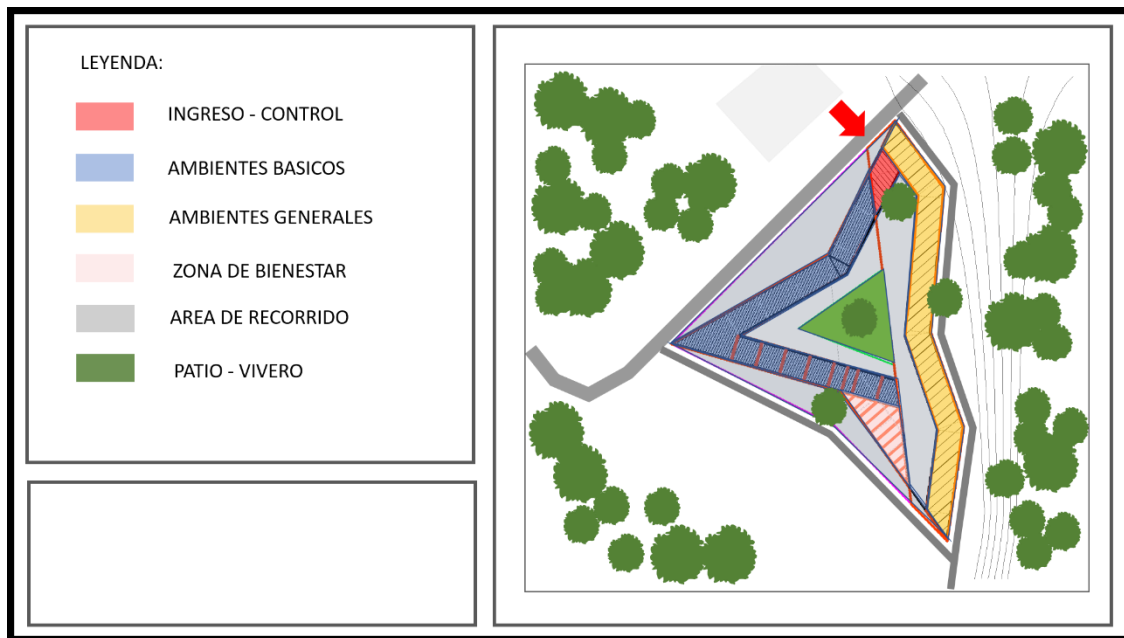 LEYENDA:
INGRESO - CONTROL
AMBIENTES BASICOS
AMBIENTES GENERALES
ZONA DE BIENESTAR
AREA DE RECORRIDO
PATIO - VIVERO